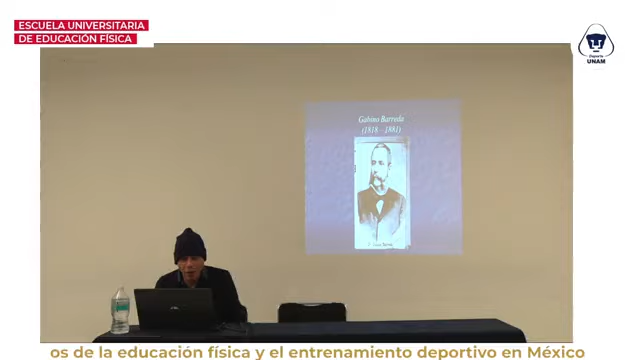 ESCUELA UNIVERSITARIA
DE EDUCACIÓN FÍSICA
Deporte
UNAM
Gabino Barreda
(1818 - 1881)
os de la educación física y el entrenamiento deportivo en México